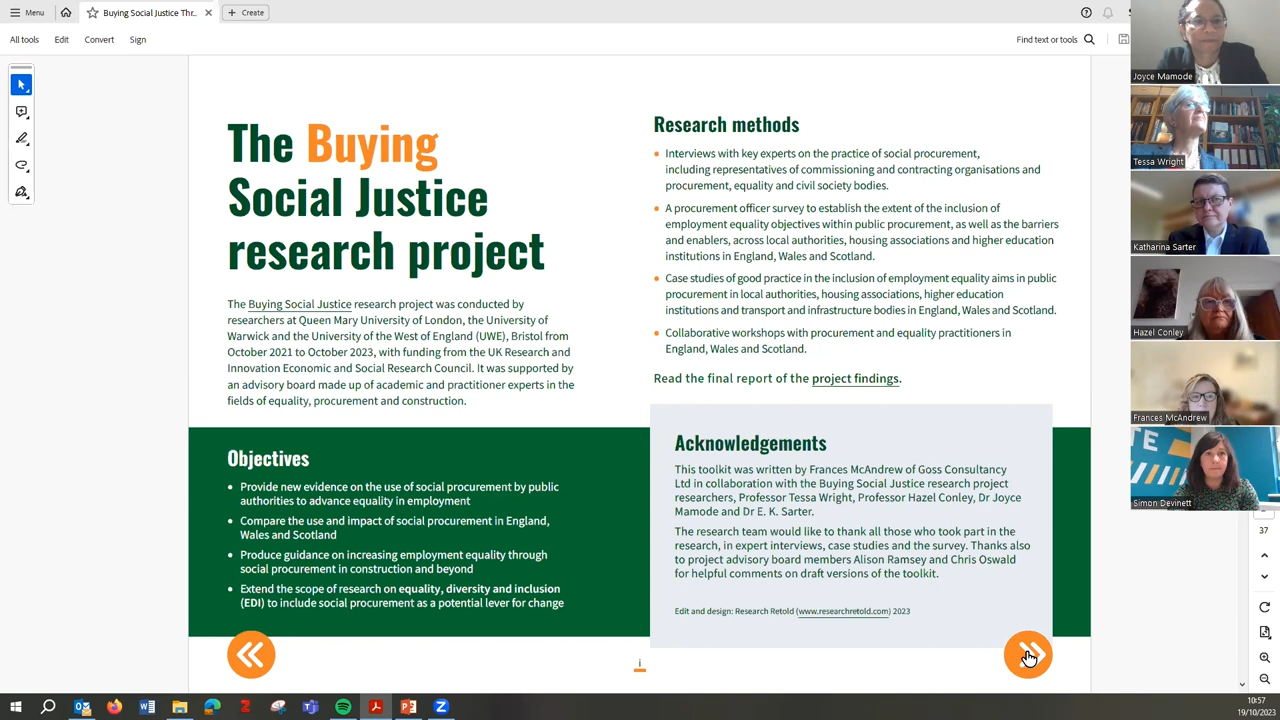 Menu
Buying Social Justice Thr...
Create
All tools
Edit
Convert
Sign
Find text or tools
The Buying
Social Justice
research project
The Buying Social Justice research project was conducted by
researchers at Queen Mary University of London, the University of
Warwick and the University of the West of England (UWE), Bristol from
October 2021 to October 2023, with funding from the UK Research and
Innovation Economic and Social Research Council. It was supported by
an advisory board made up of academic and practitioner experts in the
fields of equality, procurement and construction.
Objectives
Provide new evidence on the use of social procurement by public
authorities to advance equality in employment
Compare the use and impact of social procurement in England,
Wales and Scotland
Produce guidance on increasing employment equality through
social procurement in construction and beyond
Extend the scope of research on equality, diversity and inclusion
(EDI) to include social procurement as a potential lever for change
Research methods
Interviews with key experts on the practice of social procurement,
including representatives of commissioning and contracting organisations and
procurement, equality and civil society bodies.
A procurement officer survey to establish the extent of the inclusion of
employment equality objectives within public procurement, as well as the barriers
and enablers, across local authorities, housing associations and higher education
institutions in England, Wales and Scotland.
Case studies of good practice in the inclusion of employment equality aims in public
procurement in local authorities, housing associations, higher education
institutions and transport and infrastructure bodies in England, Wales and Scotland.
Collaborative workshops with procurement and equality practitioners in
England, Wales and Scotland.
Read the final report of the project findings.
Acknowledgements
This toolkit was written by Frances McAndrew of Goss Consultancy
Ltd in collaboration with the Buying Social Justice research project
researchers, Professor Tessa Wright, Professor Hazel Conley, Dr Joyce
Mamode and Dr E. K. Sarter.
The research team would like to thank all those who took part in the
research, in expert interviews, case studies and the survey. Thanks also
to project advisory board members Alison Ramsey and Chris Oswald
for helpful comments on draft versions of the toolkit.
Edit and design: Research Retold (www.researchretold.com) 2023
i
Joyce Mamode
Tessa Wright
Katharina Sarter
Hazel Conley
Frances McAndrew
Simon Devinett
37
10:57
19/10/2023